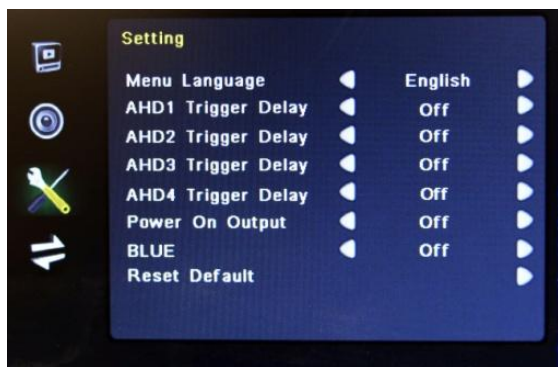 Setting
Menu Language English
AHD1 Trigger Delay Off
AHD2 Trigger Delay Off
AHD3 Trigger Delay Off
AHD4 Trigger Delay Off
Power On Output Off
BLUE Off
Reset Default